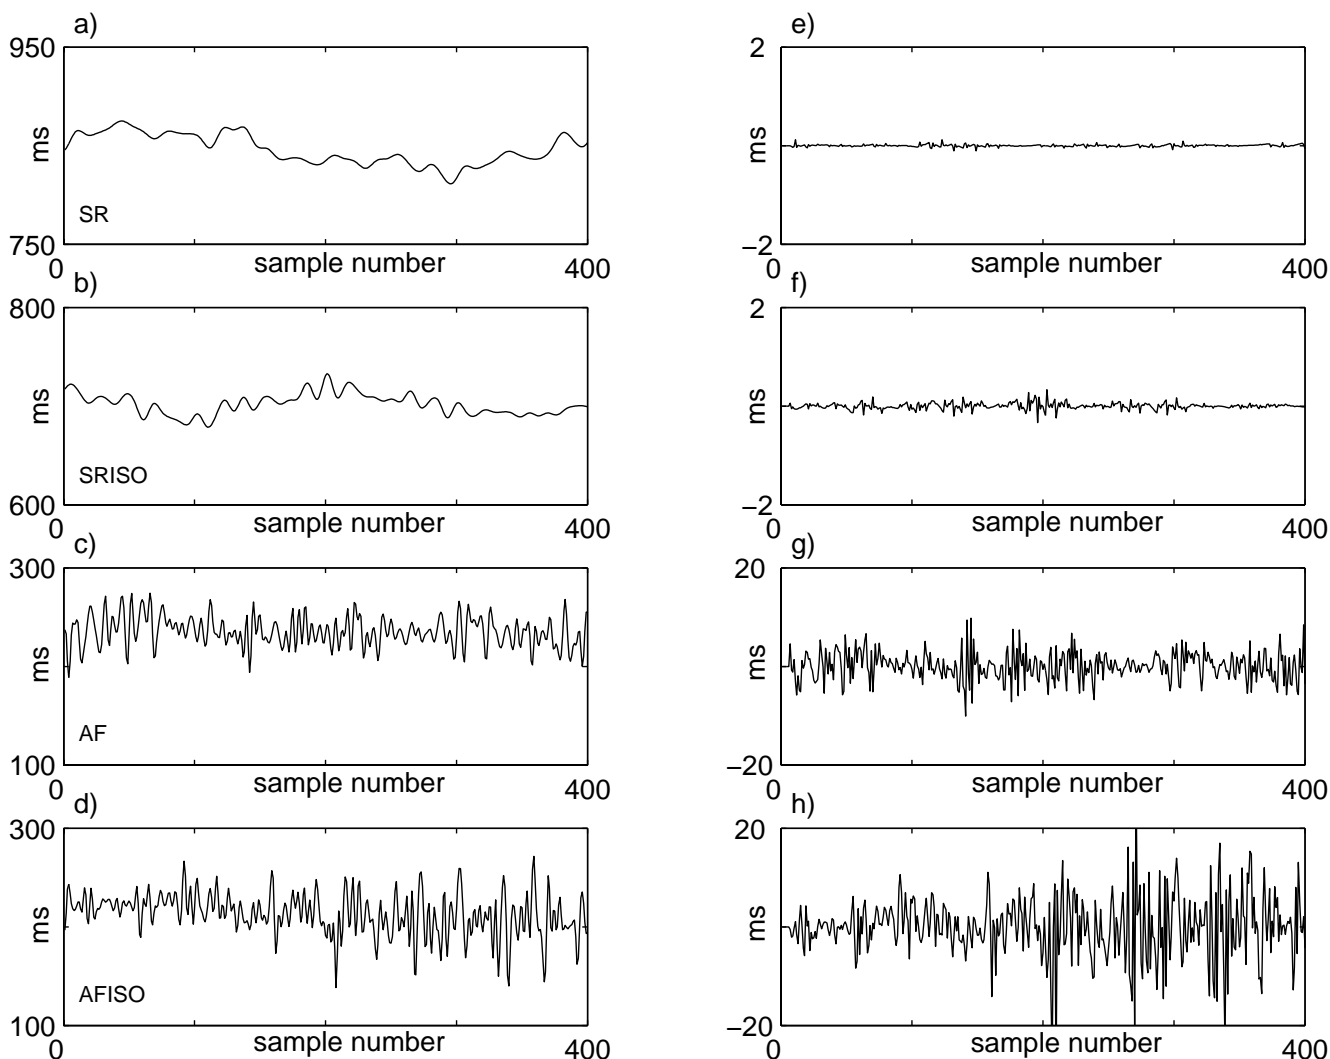 a)
950
ms
SR
750
0
sample number
400
e)
2
ms
–2
0
sample number
400
b)
800
ms
SRISO
600
0
sample number
400
f)
2
ms
–2
0
sample number
400
c)
300
ms
AF
100
0
sample number
400
g)
20
ms
–20
0
sample number
400
d)
300
ms
AFISO
100
0
sample number
400
h)
20
ms
–20
0
sample number
400